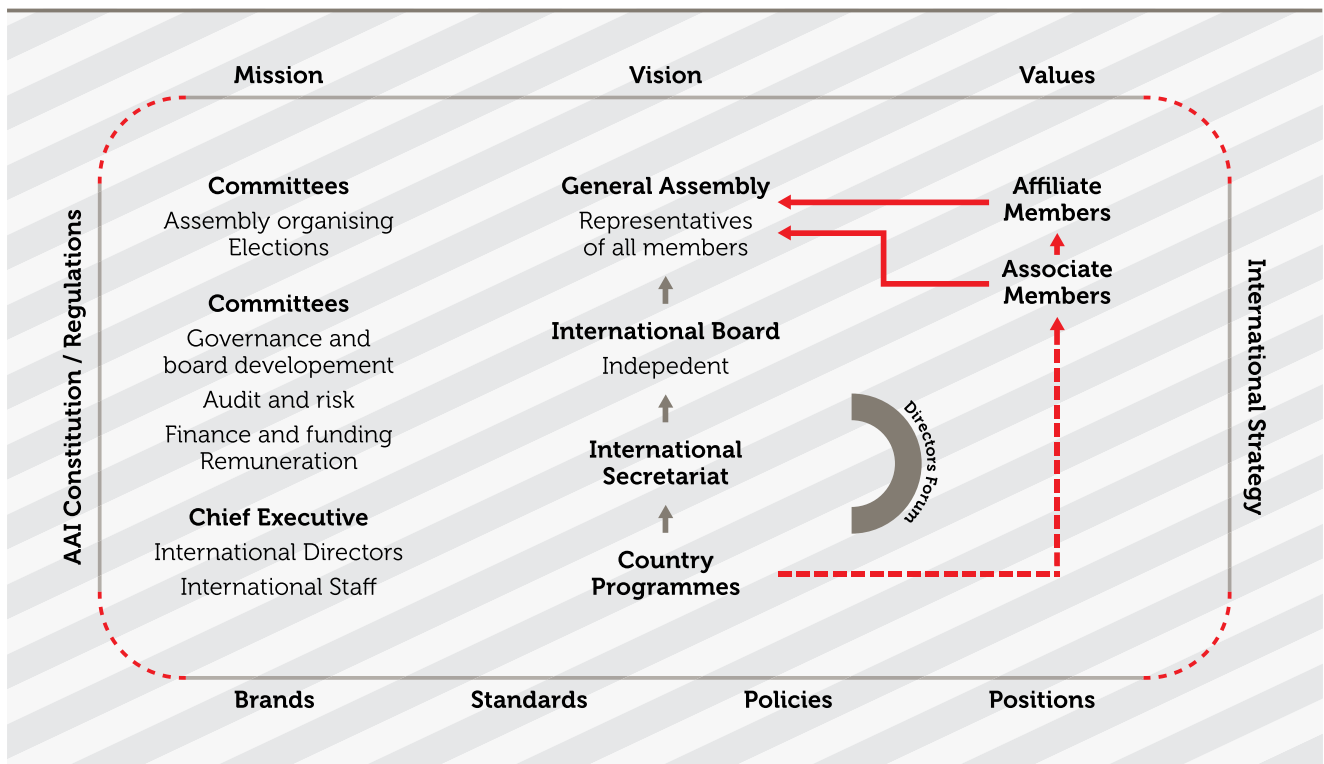 Mission
Vision
Values
AAI Constitution / Regulations
Committees
Assembly organising
Elections
Committees
Governance and
board developement
Audit and risk
Finance and funding
Remuneration
Chief Executive
International Directors
International Staff
General Assembly
Representatives
of all members
International Board
Indepedent
International
Secretariat
Country
Programmes
Directors Forum
Affiliate
Members
Associate
Members
International Strategy
Brands
Standards
Policies
Positions